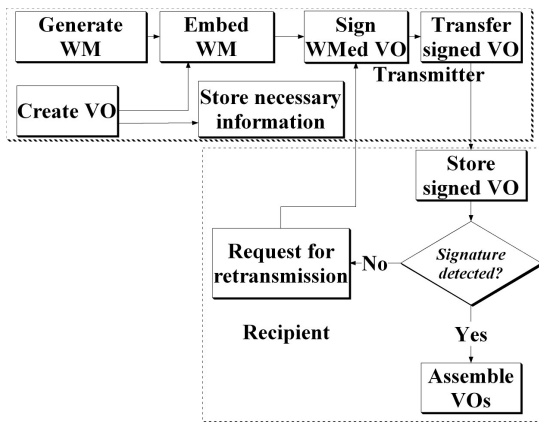 Generate
WM
Embed
WM
Sign
WMed VO
Transfer
signed VO
Transmitter
Create VO
Store necessary
information
Store
signed VO
Signature
detected?
No
Request for
retransmission
Recipient
Yes
Assemble
VOs